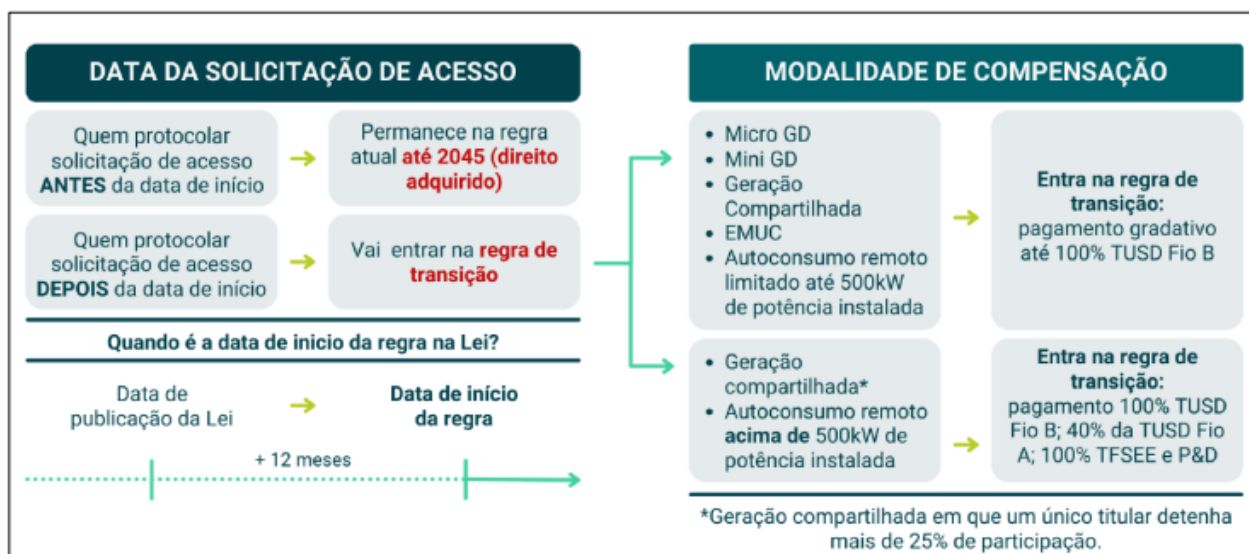 DATA DA SOLICITAÇÃO DE ACESSO
Quem protocolar
solicitação de acesso
ANTES da data de início
Permanece na regra
atual até 2045 (direito
adquirido)
Quem protocolar
solicitação de acesso
DEPOIS da data de início
Vai entrar na regra de
transição
Quando é a data de inicio da regra na Lei?
Data de
publicação da Lei
Data de início
da regra
+ 12 meses
MODALIDADE DE COMPENSAÇÃO
• Micro GD
• Mini GD
• Geração
Compartilhada
• EMUC
• Autoconsumo remoto
limitado até 500kW
de potência instalada
Entra na regra de
transição:
pagamento gradativo
até 100% TUSD Fio B
• Geração
compartilhada*
• Autoconsumo remoto
acima de 500kW de
potência instalada
Entra na regra de
transição:
pagamento 100% TUSD
Fio B; 40% da TUSD Fio
A; 100% TFSEE e P&D
*Geração compartilhada em que um único titular detenha
mais de 25% de participação.